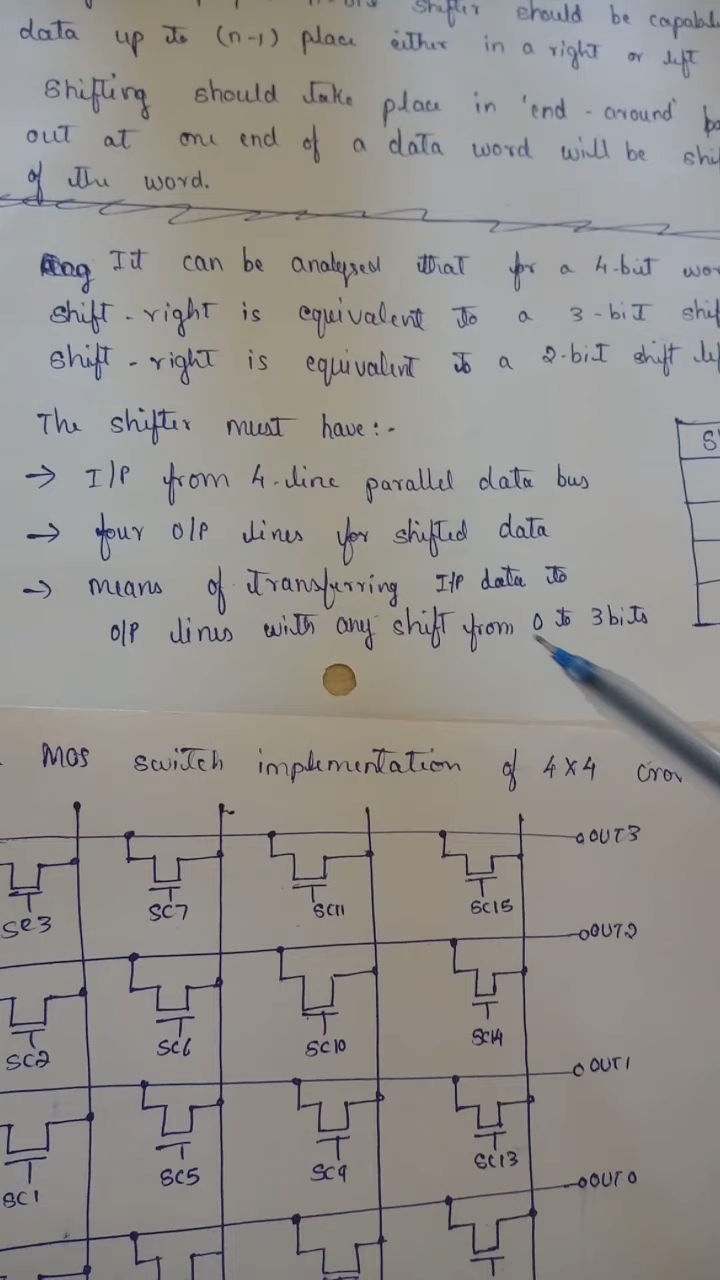 shifter should be capable
data up to (n-1) place either in a right or left
Shifting should take place in 'end-around'
out at one end of a data word will be
of the word.
It can be analysed that for a 4-bit
shift-right is equivalent to a 3-bit
shift-right is equivalent to a 2-bit shift
The shifter must have:-
→ I/P from 4-line parallel data bus
→ four O/P lines for shifted data
→ means of transferring I/P data to
O/P lines with any shift from 0 to 3 bits
MOS switch implementation of 4X4
OUT3
SC3 SC7 SC11 SC15
OUT2
SC2 SC6 SC10 SC14
OUT1
SC1 SC5 SC9 SC13
OUT0